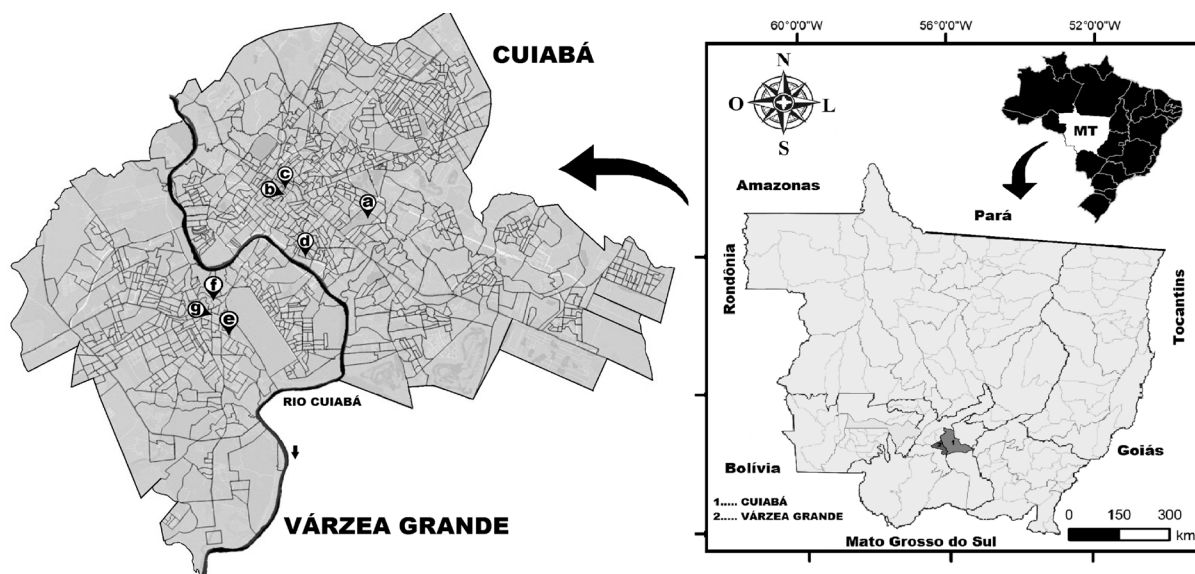 CUIABÁ
c
b
a
d
f
g
e
RIO CUIABÁ
VÁRZEA GRANDE
60°0'0"W 56°0'0"W 52°0'0"W
N
O L
S
MT
Amazonas
Pará
Rondônia
Tocantins
Goiás
Bolívia
1
1..... CUIABÁ
2..... VÁRZEA GRANDE
Mato Grosso do Sul
0 150 300
km